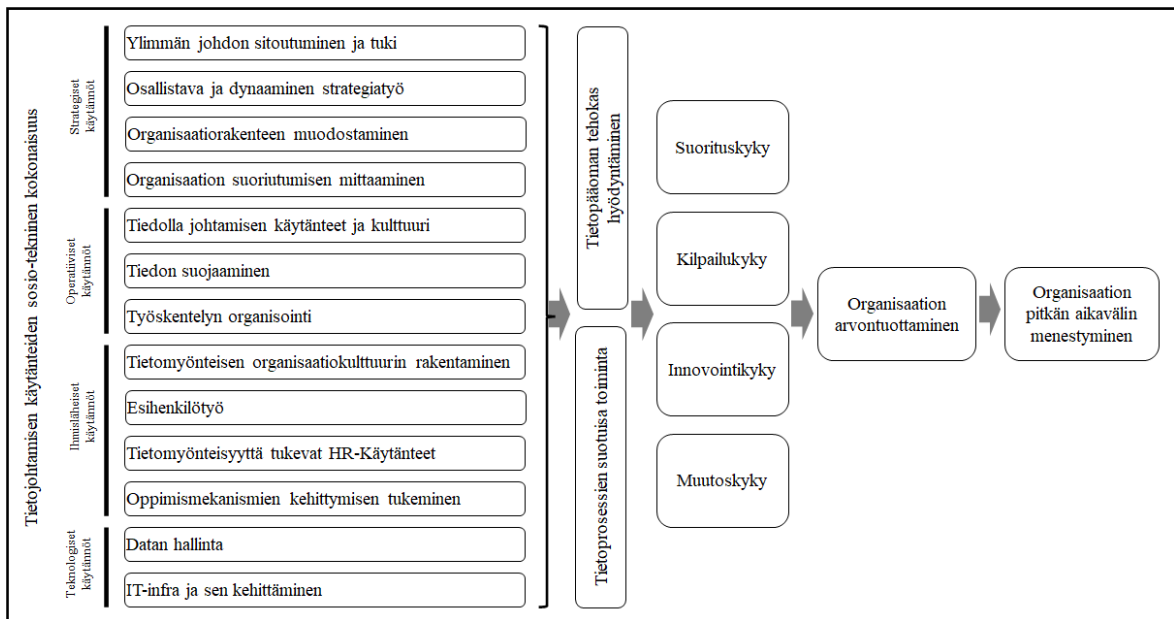 Tietojohtamisen käytänteiden sosio-tekninen kokonaisuus
Strategiset
käytännöt
Ylimmän johdon sitoutuminen ja tuki
Osallistava ja dynaaminen strategiatyö
Organisaatiorakenteen muodostaminen
Organisaation suoriutumisen mittaaminen
Operatiiviset
käytännöt
Tiedolla johtamisen käytänteet ja kulttuuri
Tiedon suojaaminen
Työskentelyn organisointi
Ihmisläheiset
käytännöt
Tietomyönteisen organisaatiokulttuurin rakentaminen
Esihenkilötyö
Tietomyönteisyyttä tukevat HR-Käytänteet
Oppimismekanismien kehittymisen tukeminen
Teknologiset
käytännöt
Datan hallinta
IT-infra ja sen kehittäminen
Tietopääoman tehokas
hyödyntäminen
Tietoprosessien suotuisa toiminta
Suorituskyky
Kilpailukyky
Innovointikyky
Muutoskyky
Organisaation
arvontuottaminen
Organisaation
pitkän aikavälin
menestyminen